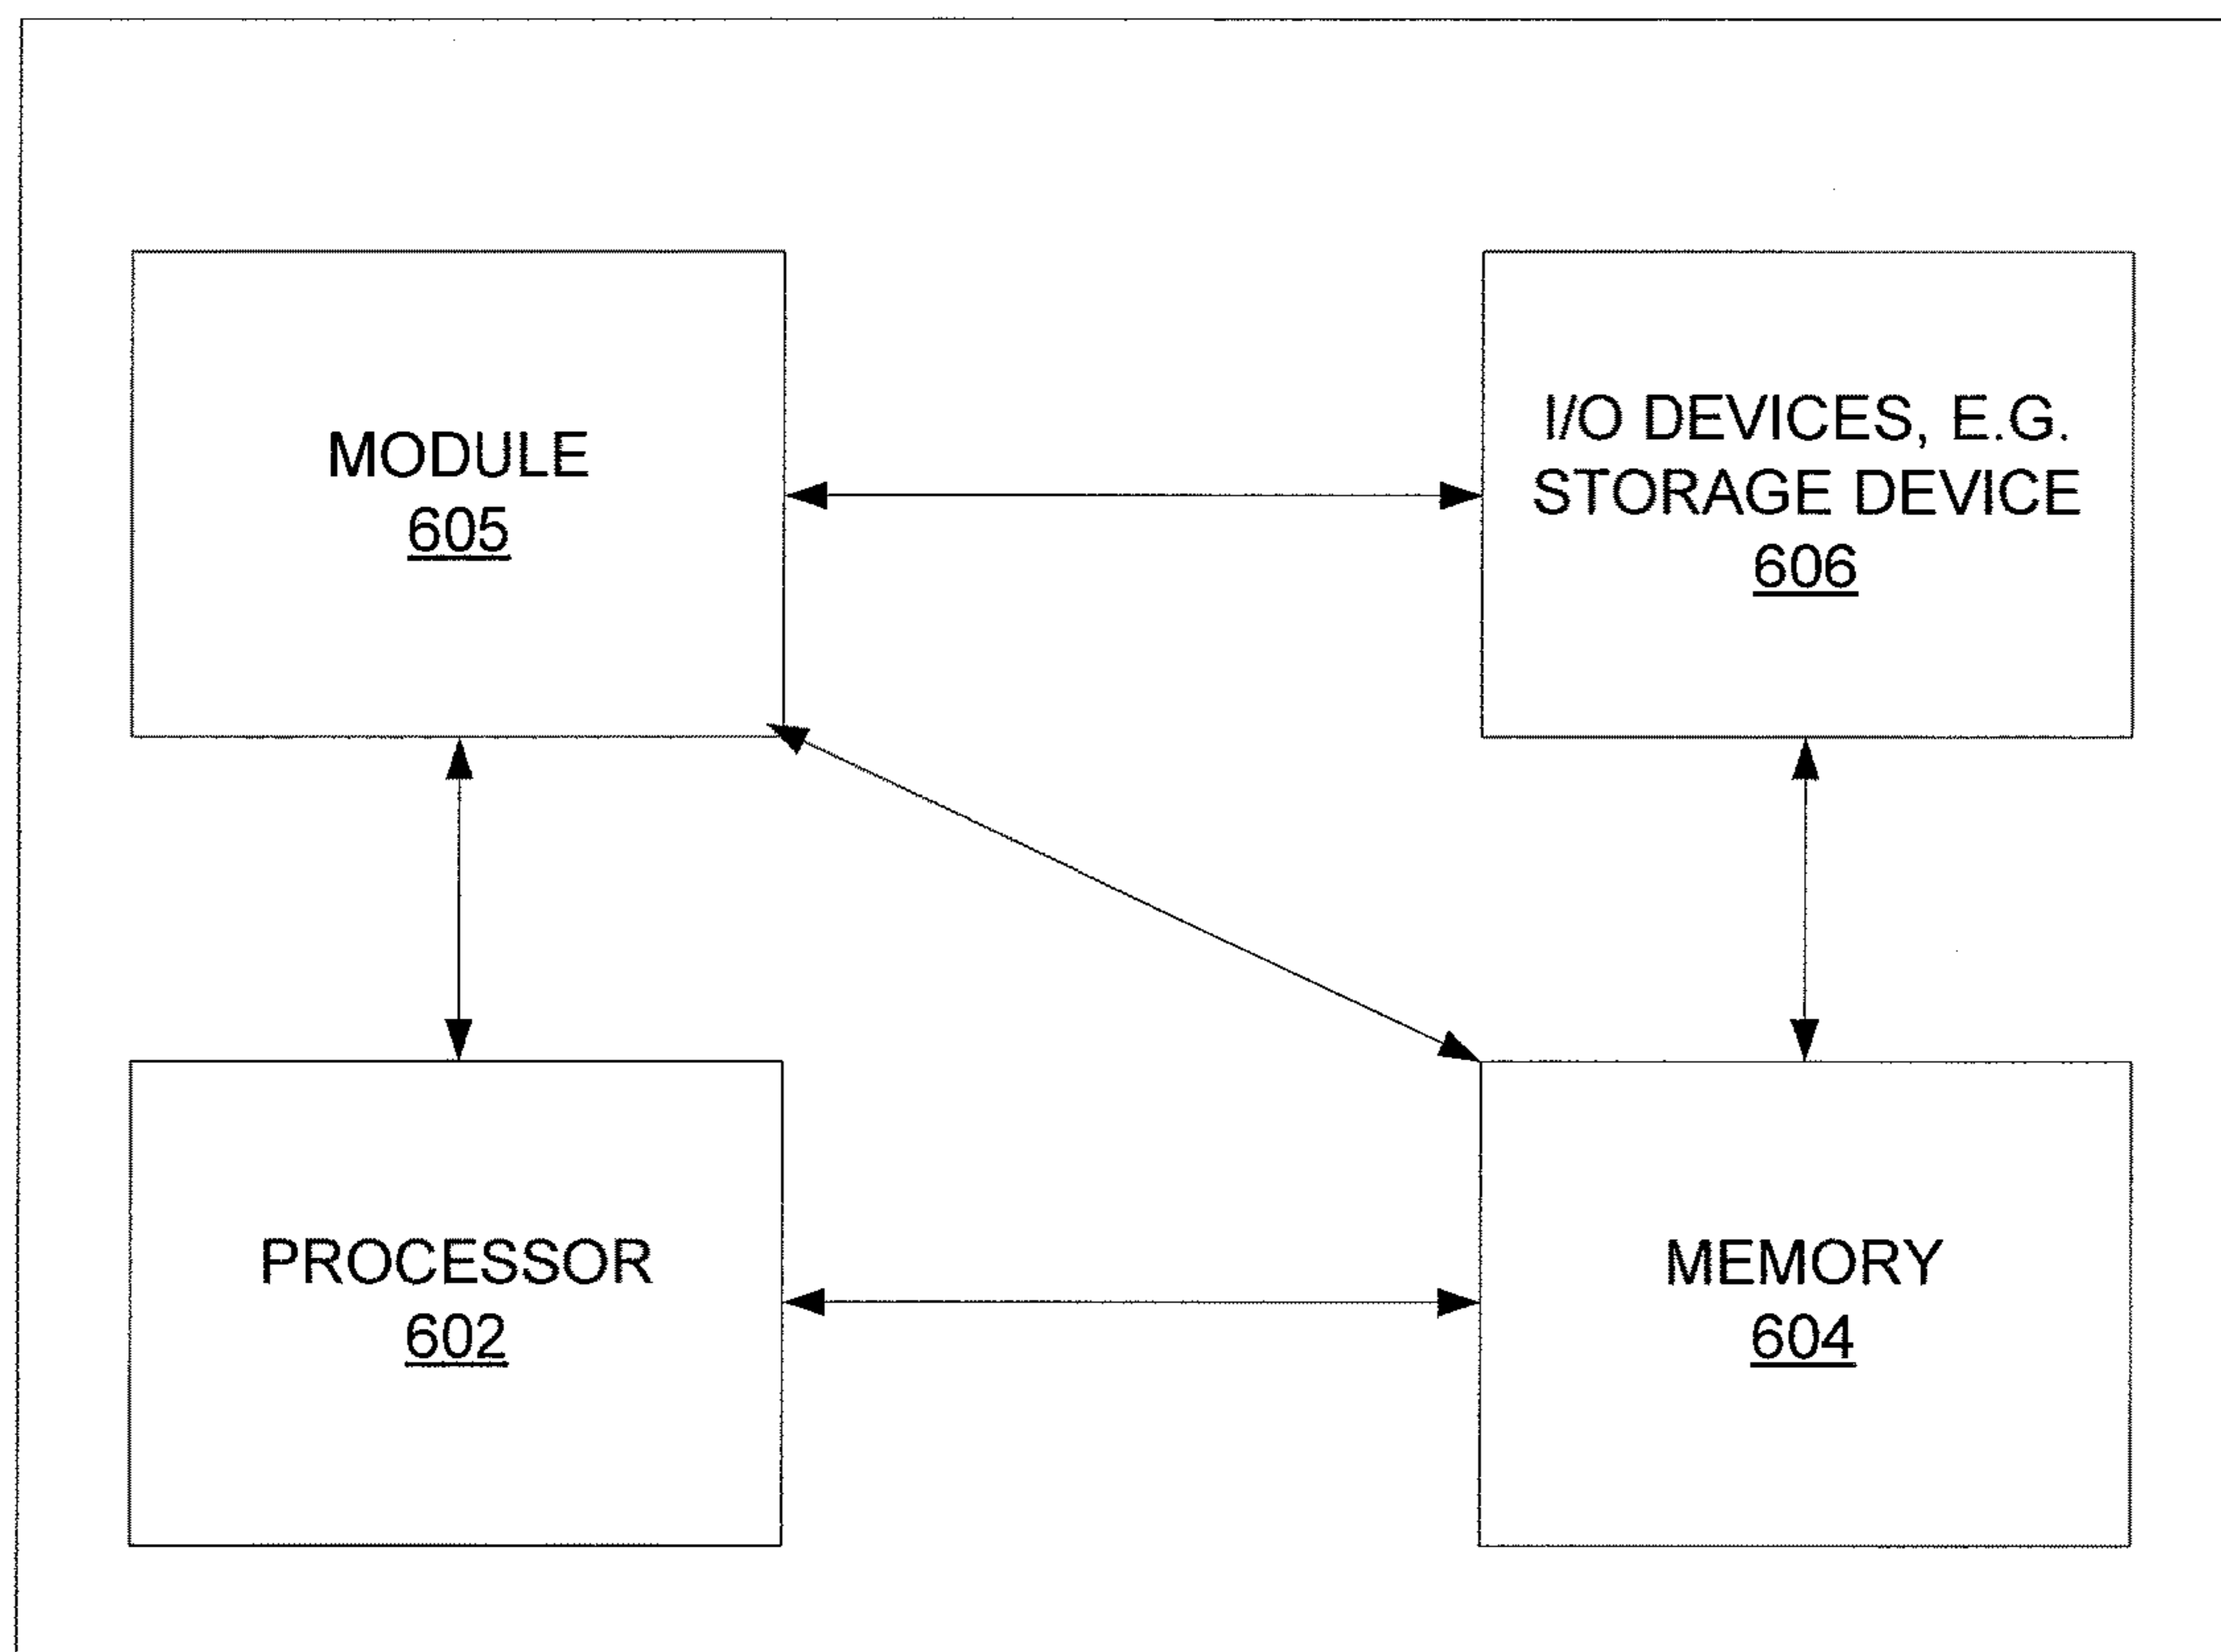 MODULE
605
I/O DEVICES, E.G.
STORAGE DEVICE
606
PROCESSOR
602
MEMORY
604